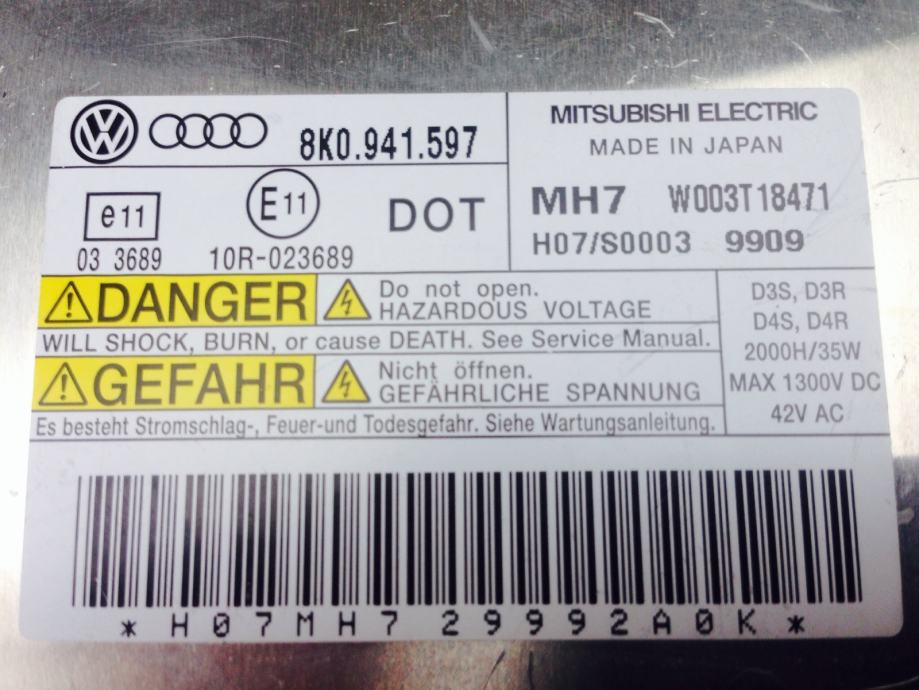 8K0.941.597
e11
03 3689
E11
10R-023689
DOT
MITSUBISHI ELECTRIC
MADE IN JAPAN
MH7 W003T18471
H07/S0003 9909
DANGER
Do not open.
HAZARDOUS VOLTAGE
WILL SHOCK, BURN, or cause DEATH. See Service Manual.
GEFAHR
Nicht öffnen.
GEFÄHRLICHE SPANNUNG
Es besteht Stromschlag-, Feuer-und Todesgefahr. Siehe Wartungsanleitung.
D3S, D3R
D4S, D4R
2000H/35W
MAX 1300V DC
42V AC
* H07MH7 29992A0K *